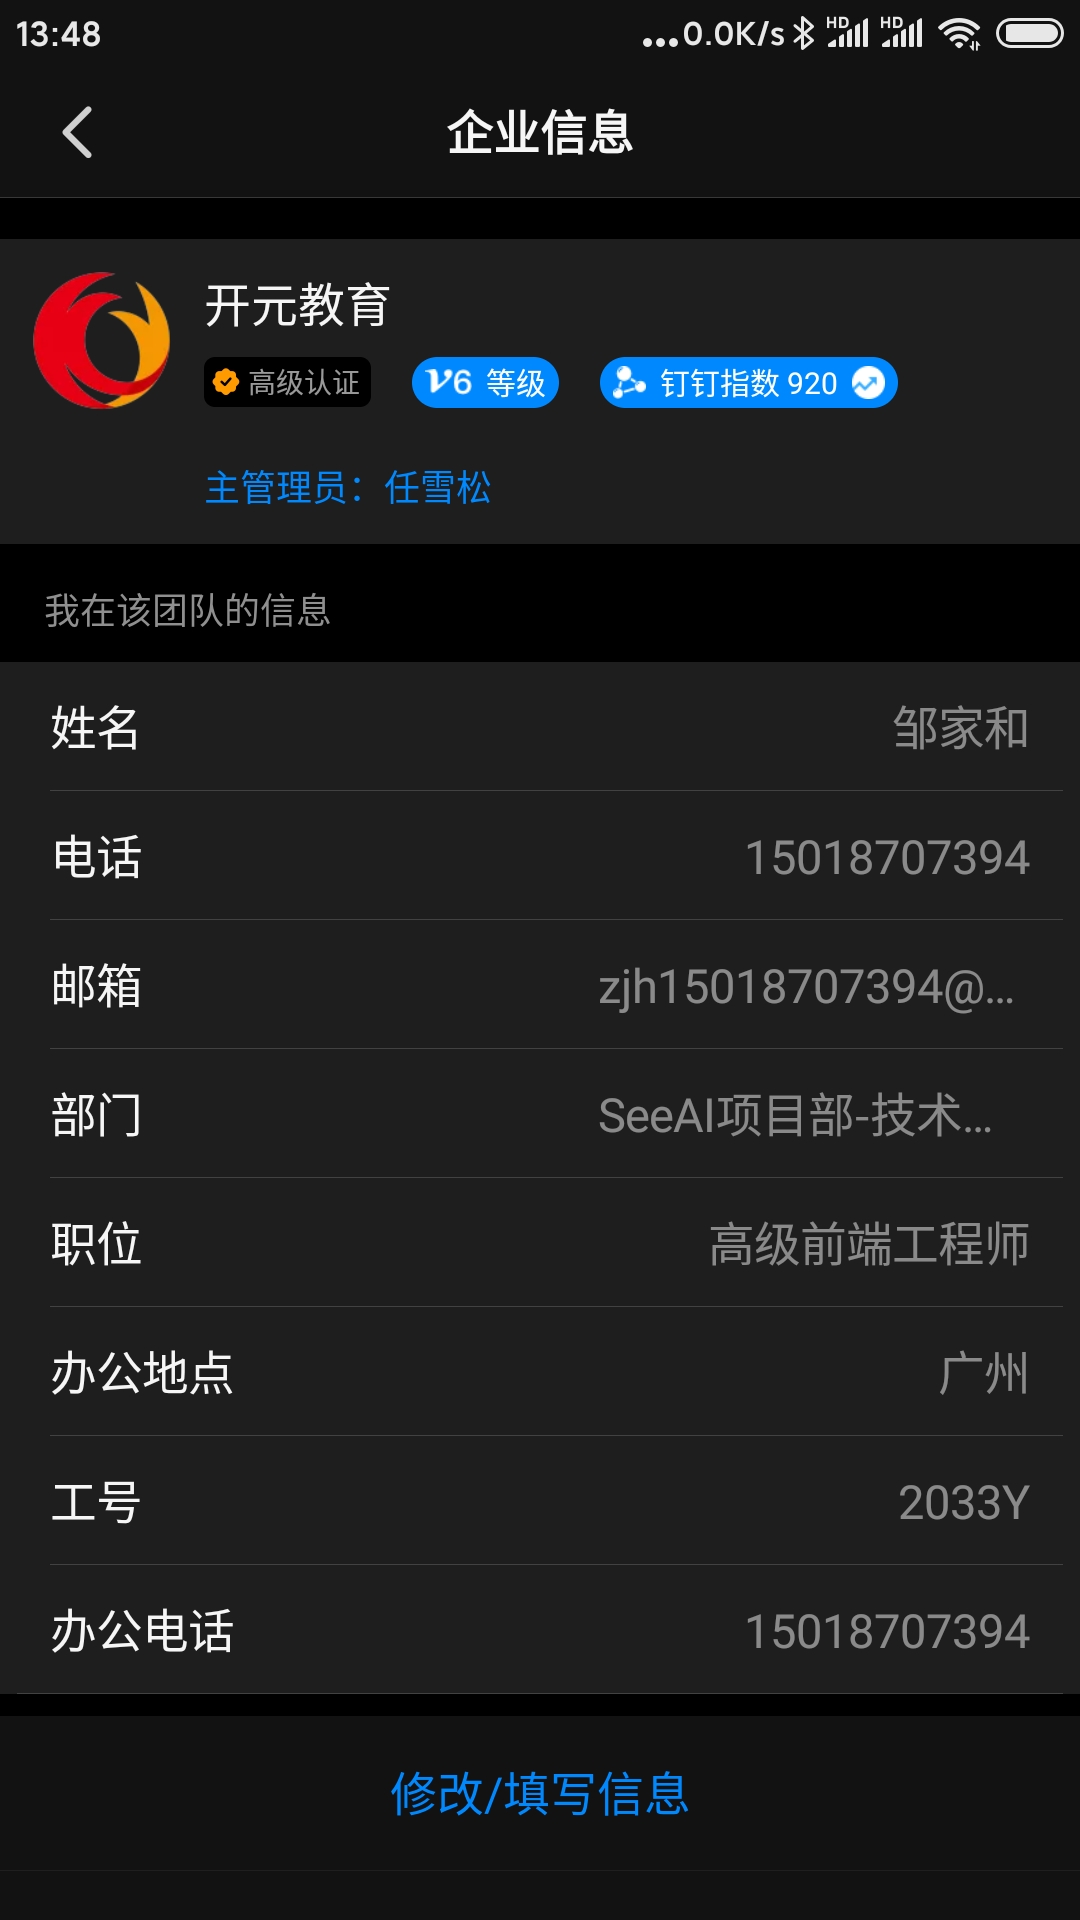 13:48
...0.0K/s HD HD
企业信息
开元教育
高级认证
V6 等级
钉钉指数 920
主管理员：任雪松
我在该团队的信息
姓名 邹家和
电话 15018707394
邮箱 zjh15018707394@...
部门 SeeAI项目部-技术...
职位 高级前端工程师
办公地点 广州
工号 2033Y
办公电话 15018707394
修改/填写信息